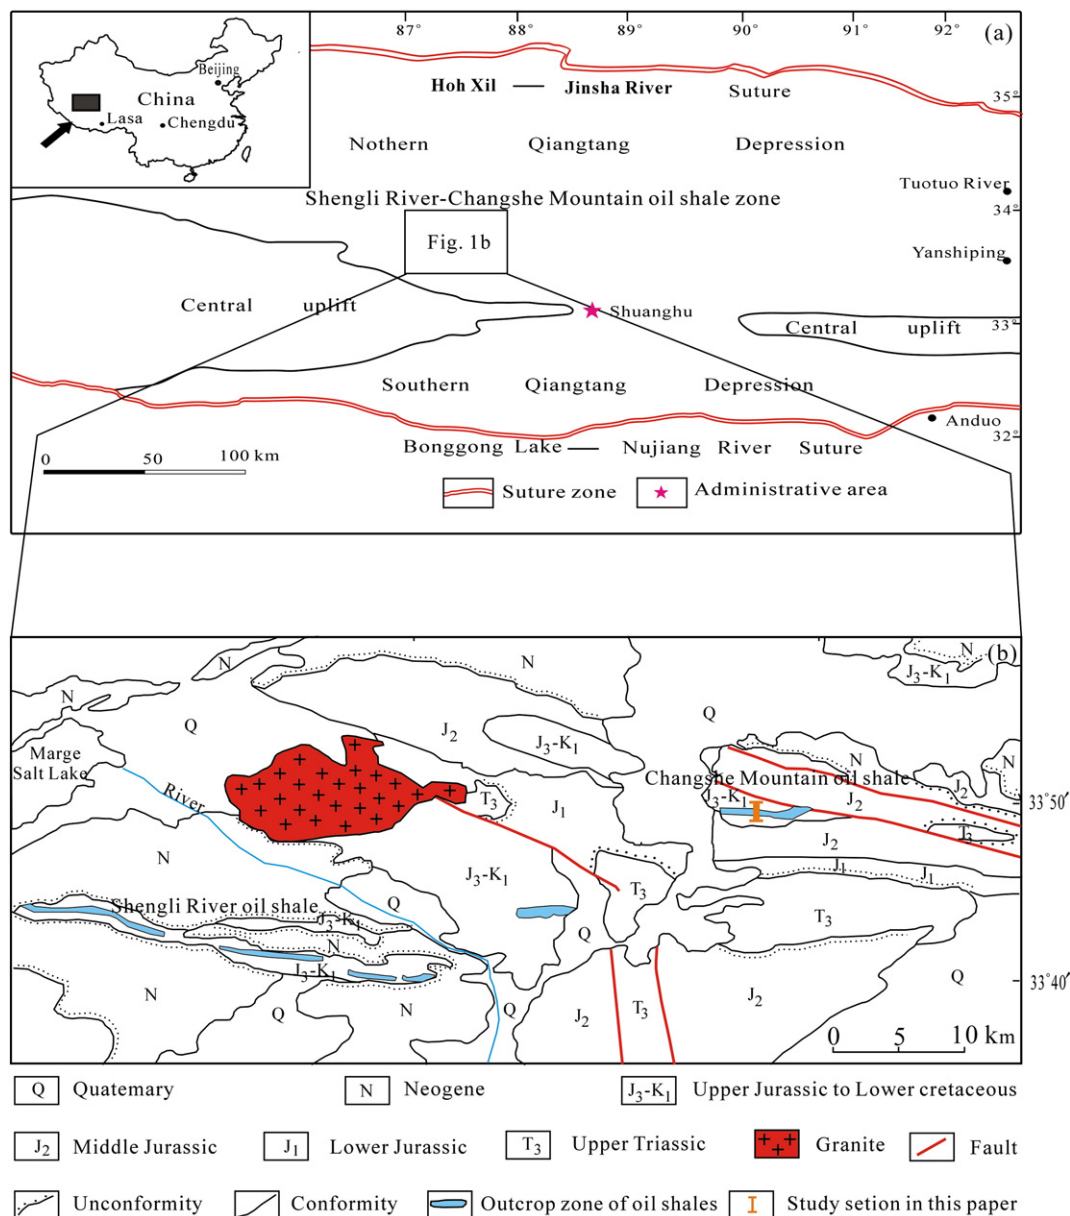 87° 88° 89° 90° 91° 92°
(a)
Beijing
China
Lasa
Chengdu
Hoh Xil — Jinsha River Suture
35°
Nothern Qiangtang Depression
Tuotuo River
Shengli River-Changshe Mountain oil shale zone
34°
Fig. 1b
Yanshiping
Central uplift
Shuanghu
33°
Central uplift
Southern Qiangtang Depression
Anduo
32°
Bonggong Lake — Nujiang River Suture
0 50 100 km
Suture zone
Administrative area
(b)
N
N
N
J3-K1
N
Q
Q
J2
J3-K1
Marge
Salt Lake
N
N
Changshe Mountain oil shale
River
T3
J1
J3-K1
J2
J2
33°50′
T3
N
J2
J3-K1
J1
J1
T3
Shengli River oil shale
Q
J3-K1
T3
N
Q
J3-K1
33°40′
N
Q
N
Q
J2
T3
J2
Q
0 5 10 km
Q Quatemary
N Neogene
J3-K1 Upper Jurassic to Lower cretaceous
J2 Middle Jurassic
J1 Lower Jurassic
T3 Upper Triassic
Granite
Fault
Unconformity
Conformity
Outcrop zone of oil shales
Study setion in this paper